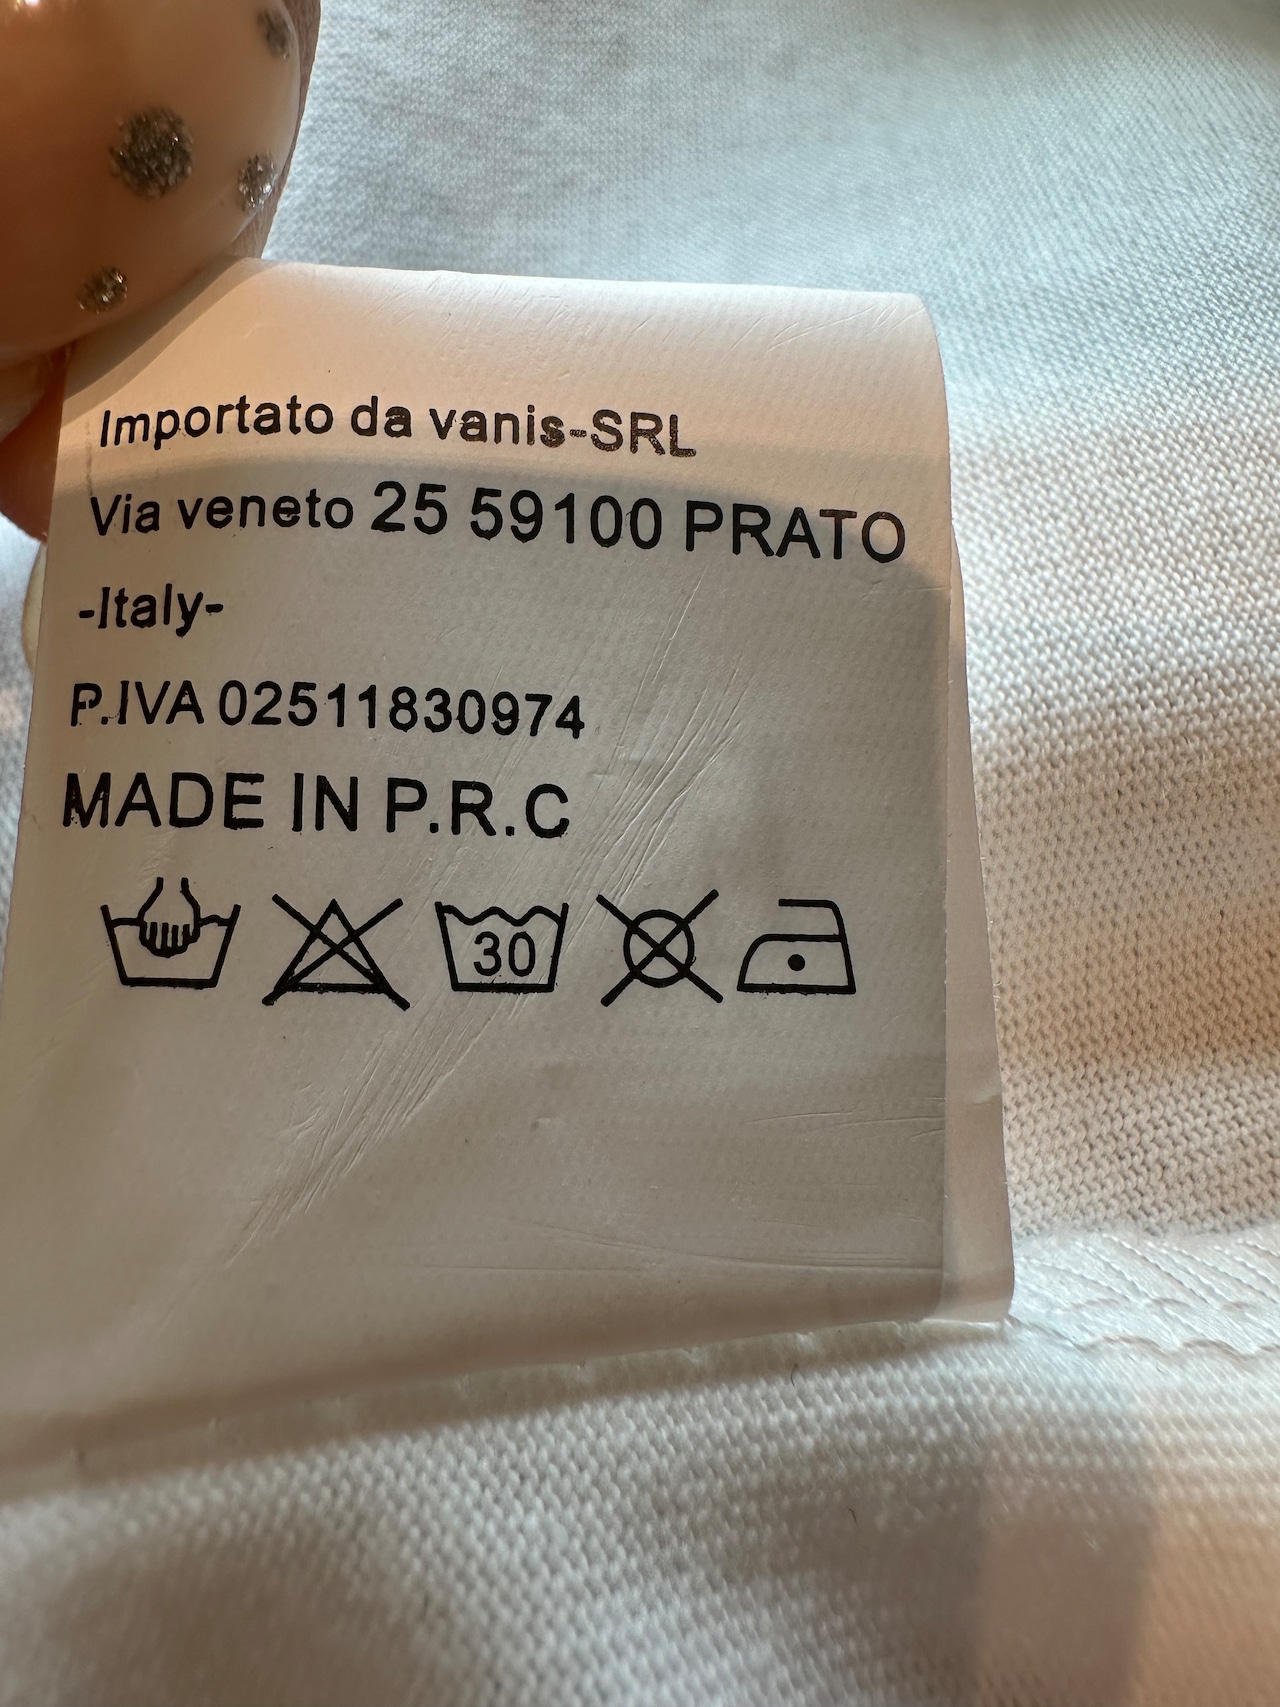 Importato da vanis-SRL
Via veneto 25 59100 PRATO
-Italy-
P.IVA 02511830974
MADE IN P.R.C
30